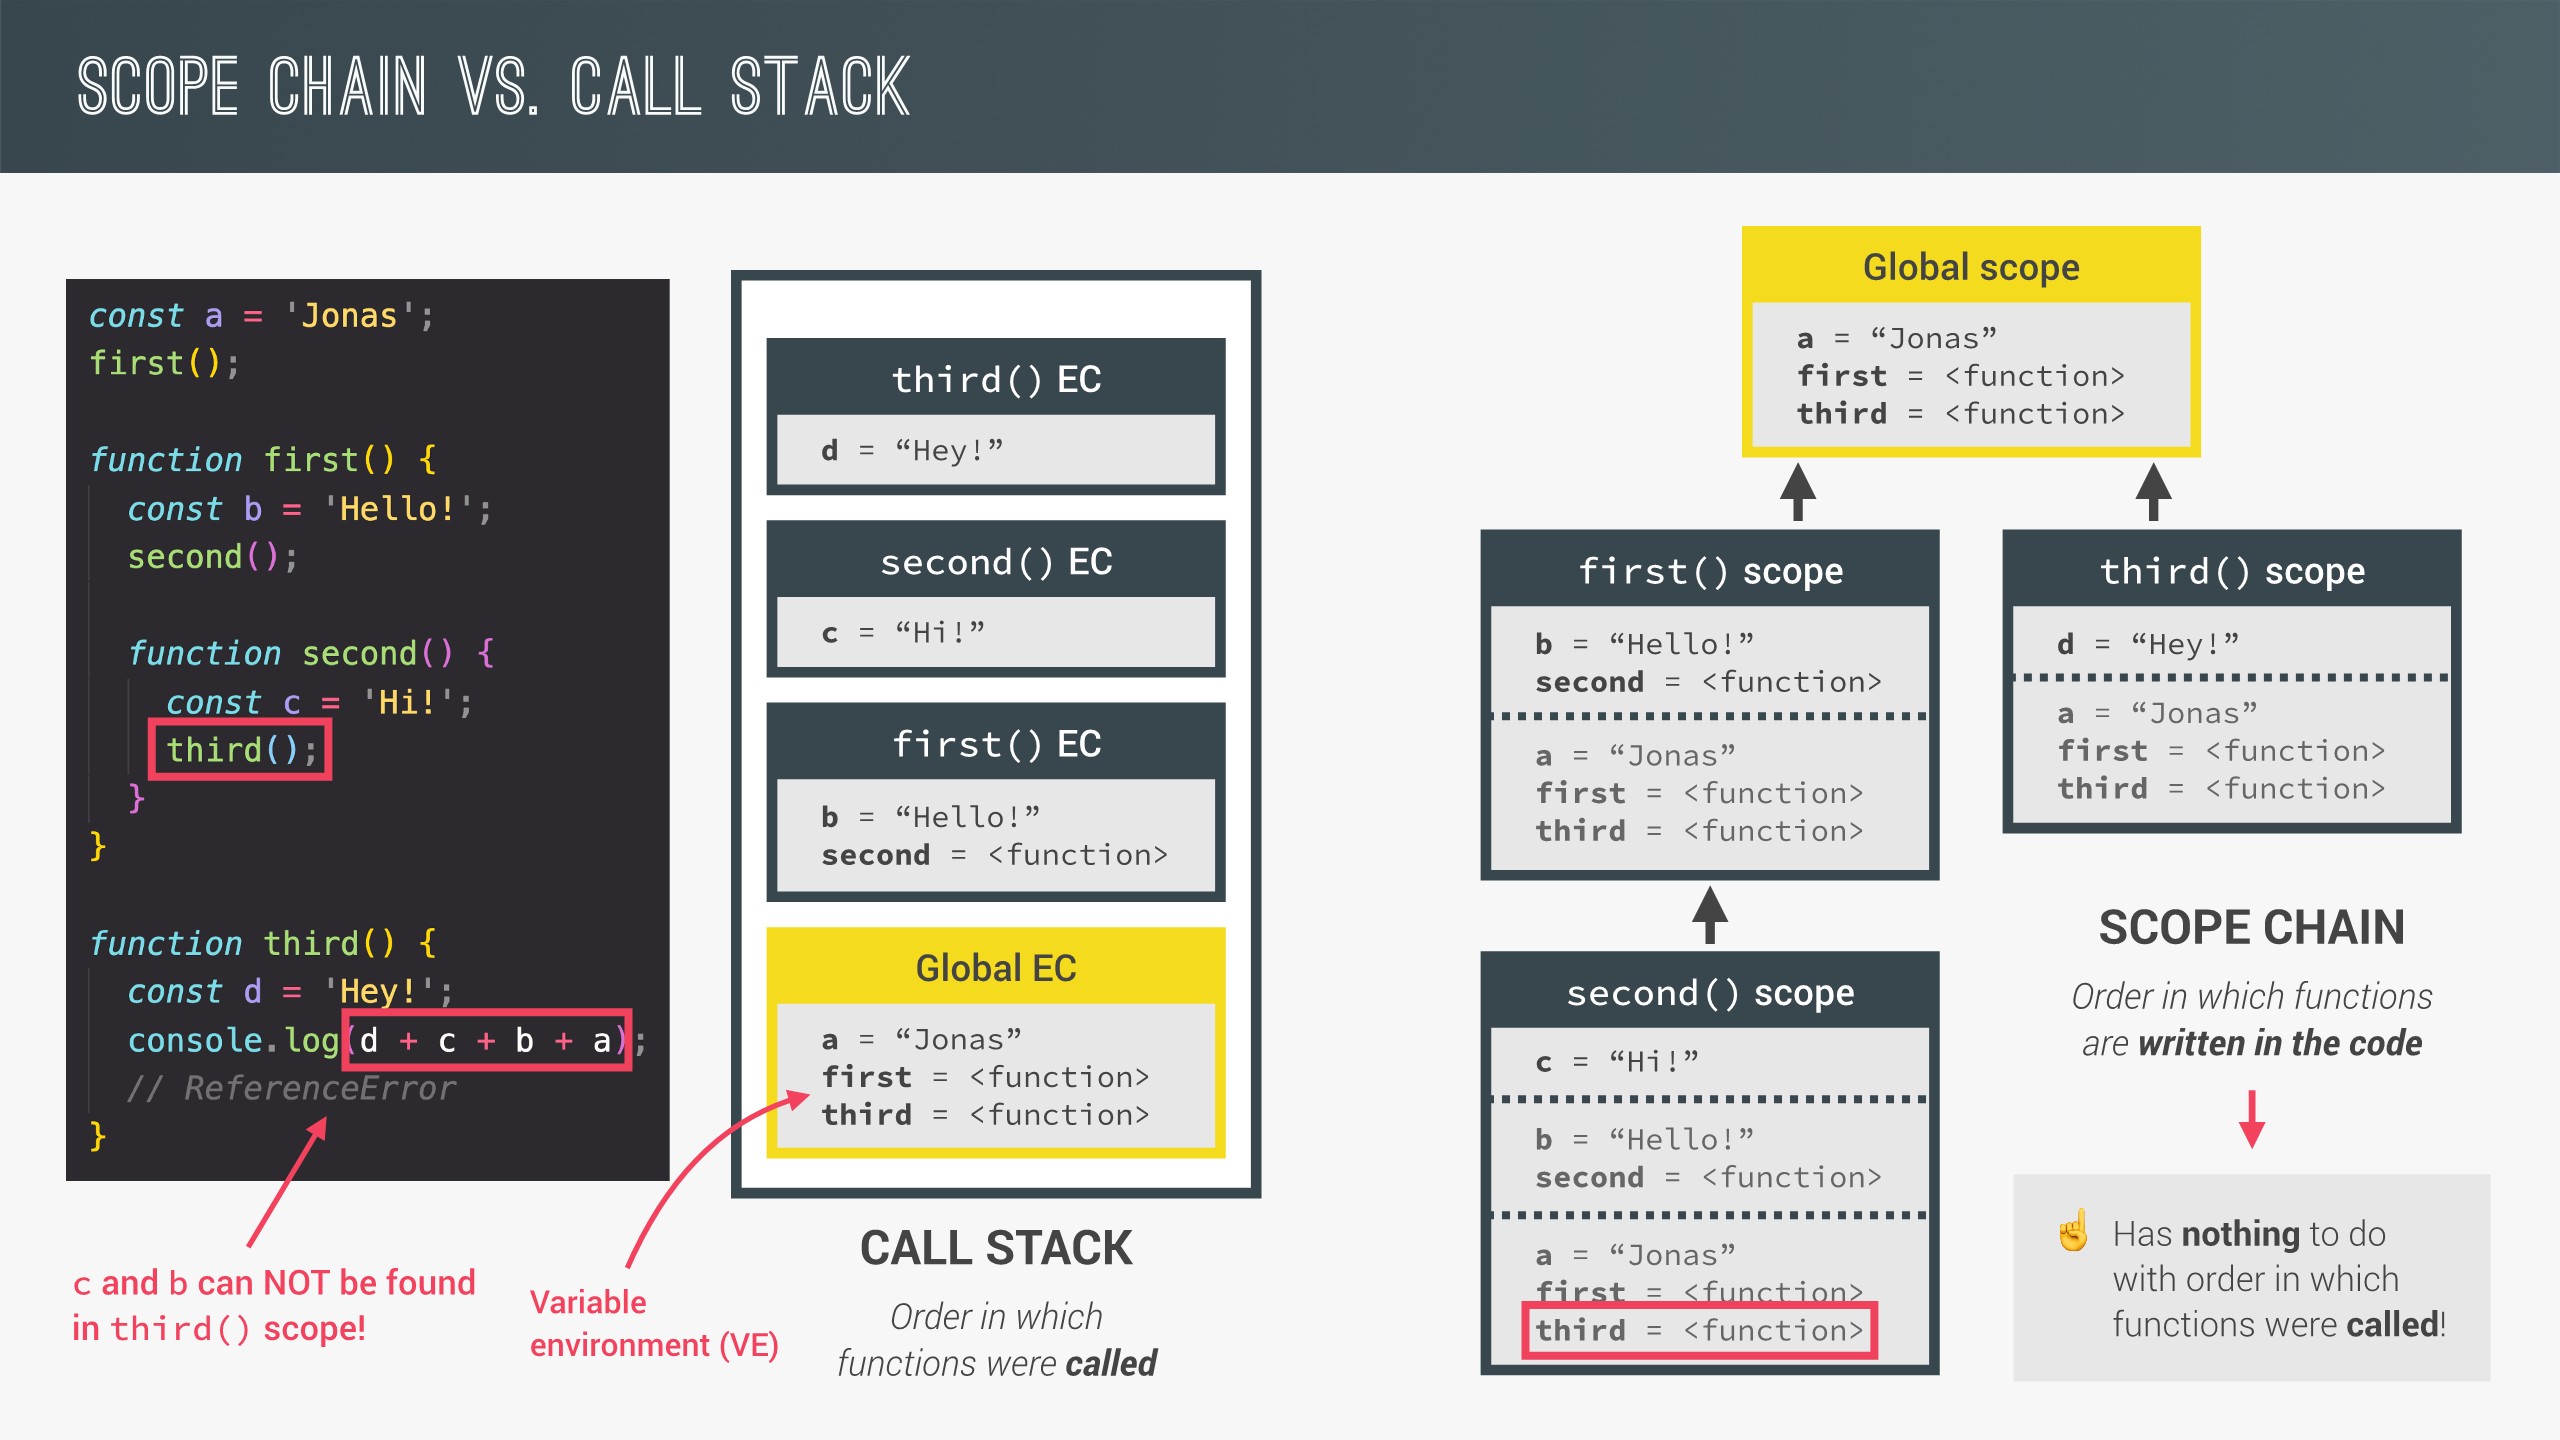 SCOPE CHAIN VS. CALL STACK
const a = 'Jonas';
first();
function first() {
const b = 'Hello!';
second();
function second() {
const c = 'Hi!';
third();
}
}
function third() {
const d = 'Hey!';
console.log(d + c + b + a);
// ReferenceError
}
c and b can NOT be found
in third() scope!
Variable
environment (VE)
third() EC
d = “Hey!”
second() EC
c = “Hi!”
first() EC
b = “Hello!”
second = <function>
Global EC
a = “Jonas”
first = <function>
third = <function>
CALL STACK
Order in which
functions were called
Global scope
a = “Jonas”
first = <function>
third = <function>
first() scope
b = “Hello!”
second = <function>
a = “Jonas”
first = <function>
third = <function>
second() scope
c = “Hi!”
b = “Hello!”
second = <function>
a = “Jonas”
first = <function>
third = <function>
third() scope
d = “Hey!”
a = “Jonas”
first = <function>
third = <function>
SCOPE CHAIN
Order in which functions
are written in the code
☝️ Has nothing to do
with order in which
functions were called!